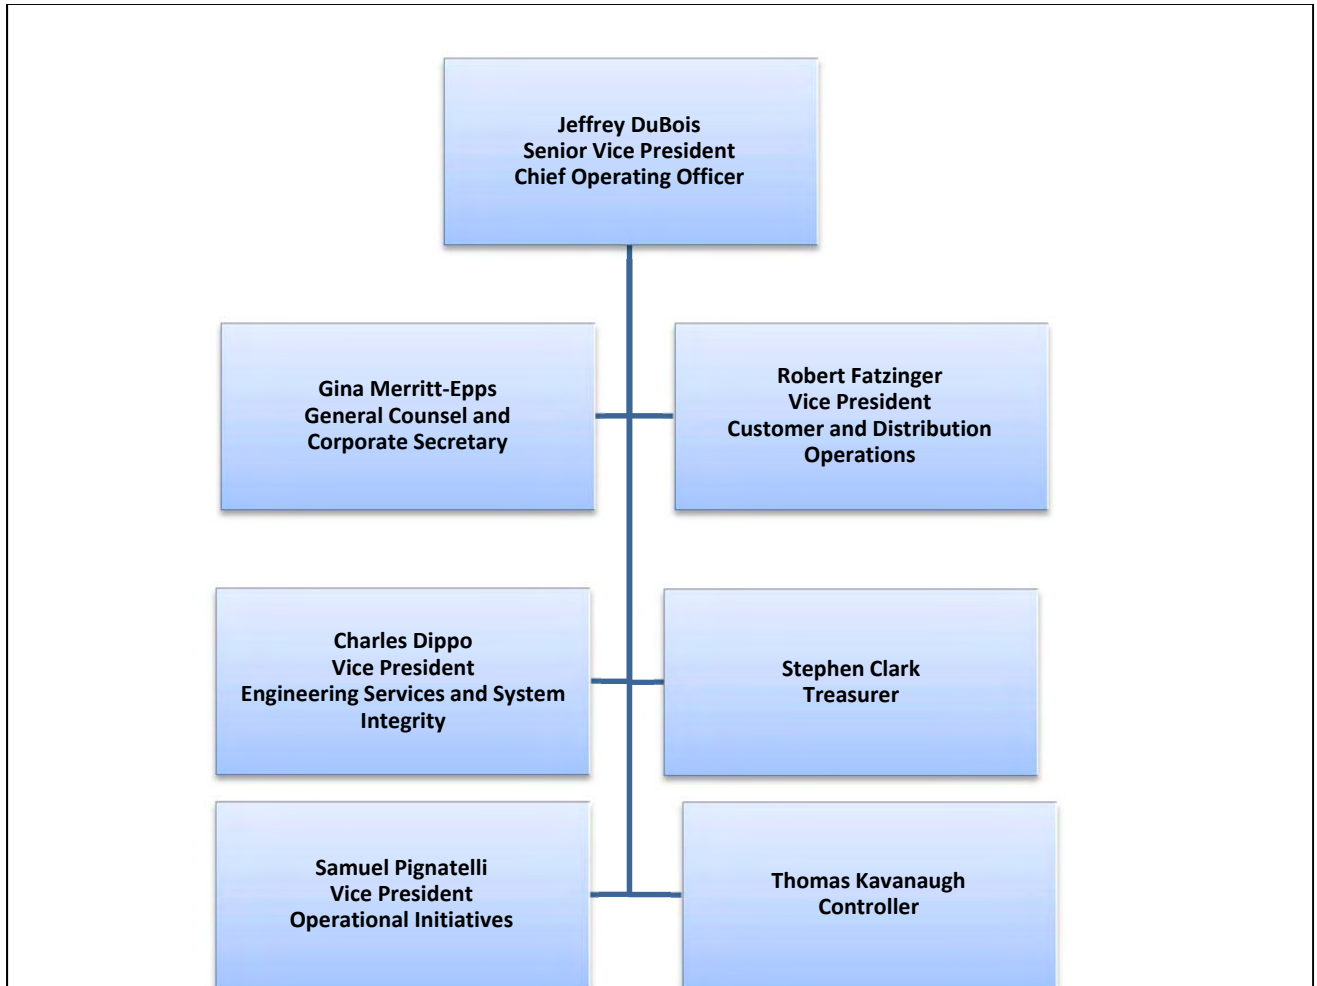 Jeffrey DuBois
Senior Vice President
Chief Operating Officer
Gina Merritt-Epps
General Counsel and
Corporate Secretary
Robert Fatzinger
Vice President
Customer and Distribution
Operations
Charles Dippo
Vice President
Engineering Services and System
Integrity
Stephen Clark
Treasurer
Samuel Pignatelli
Vice President
Operational Initiatives
Thomas Kavanaugh
Controller